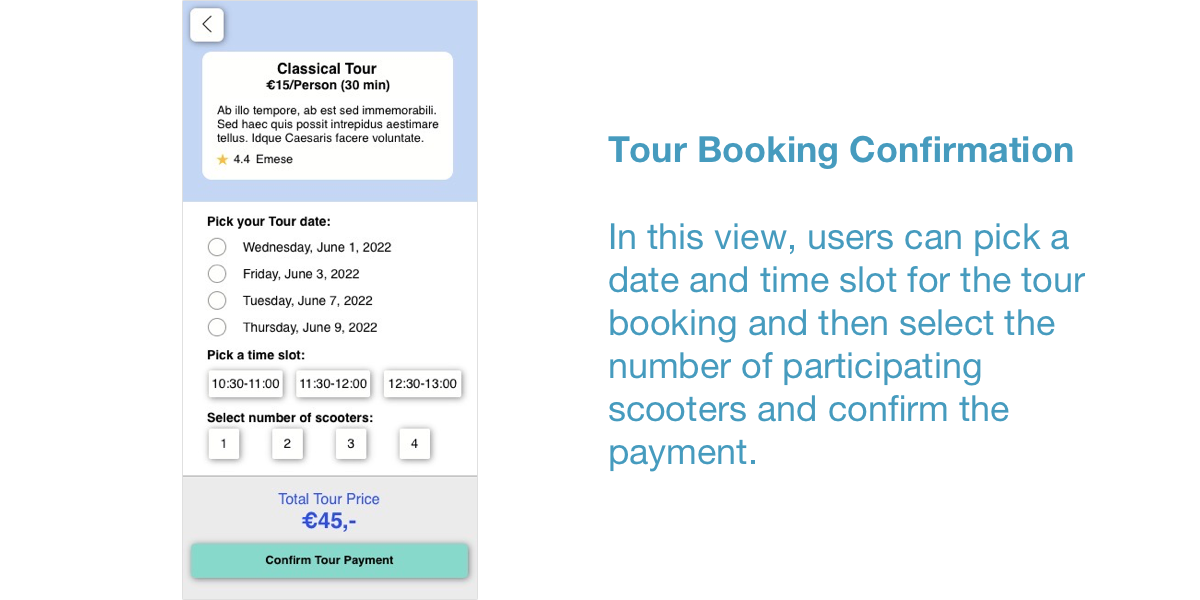 Classical Tour
€15/Person (30 min)
Ab illo tempore, ab est sed immemorabili.
Sed haec quis possit intrepidus aestimare
tellus. Idque Caesaris facere voluntate.
4.4 Emese
Pick your Tour date:
Wednesday, June 1, 2022
Friday, June 3, 2022
Tuesday, June 7, 2022
Thursday, June 9, 2022
Pick a time slot:
10:30-11:00 11:30-12:00 12:30-13:00
Select number of scooters:
1 2 3 4
Total Tour Price
€45,-
Confirm Tour Payment
Tour Booking Confirmation
In this view, users can pick a
date and time slot for the tour
booking and then select the
number of participating
scooters and confirm the
payment.